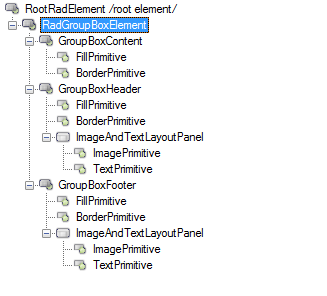 RootRadElement /root element/
RadGroupBoxElement
GroupBoxContent
FillPrimitive
BorderPrimitive
GroupBoxHeader
FillPrimitive
BorderPrimitive
ImageAndTextLayoutPanel
ImagePrimitive
TextPrimitive
GroupBoxFooter
FillPrimitive
BorderPrimitive
ImageAndTextLayoutPanel
ImagePrimitive
TextPrimitive